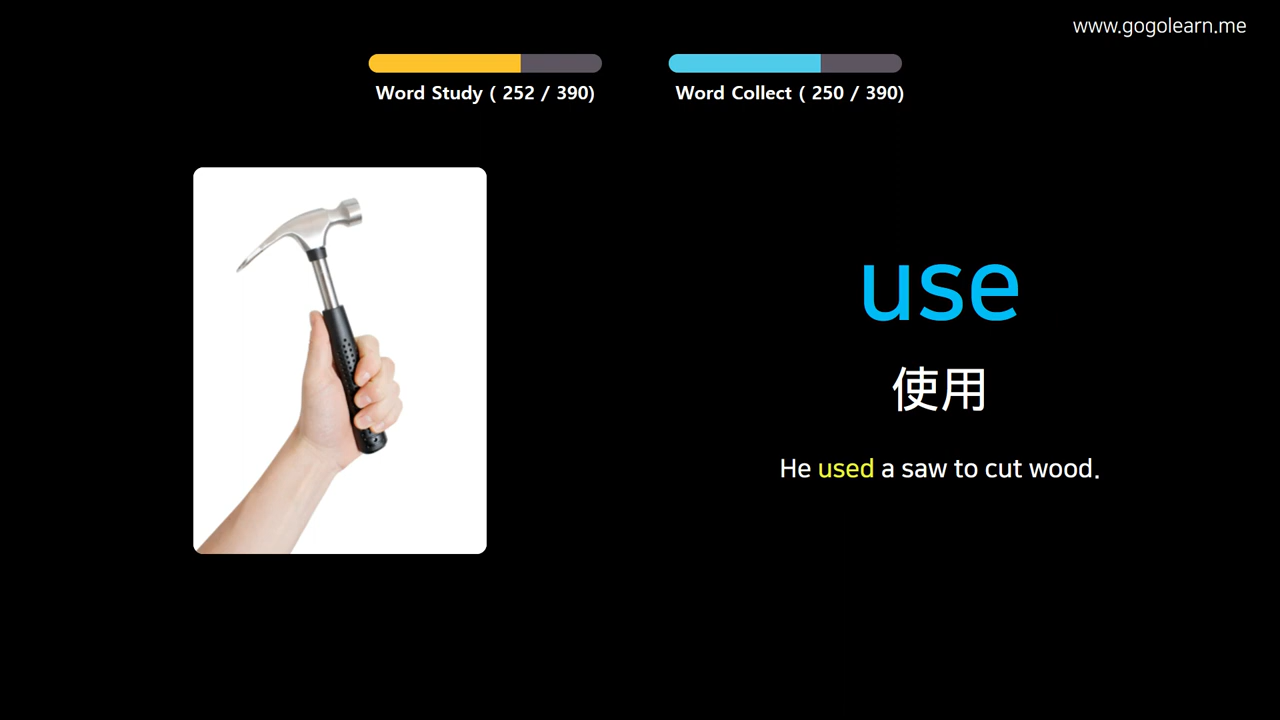 www.gogolearn.me
Word Study ( 252 / 390)
Word Collect ( 250 / 390)
use
使用
He used a saw to cut wood.